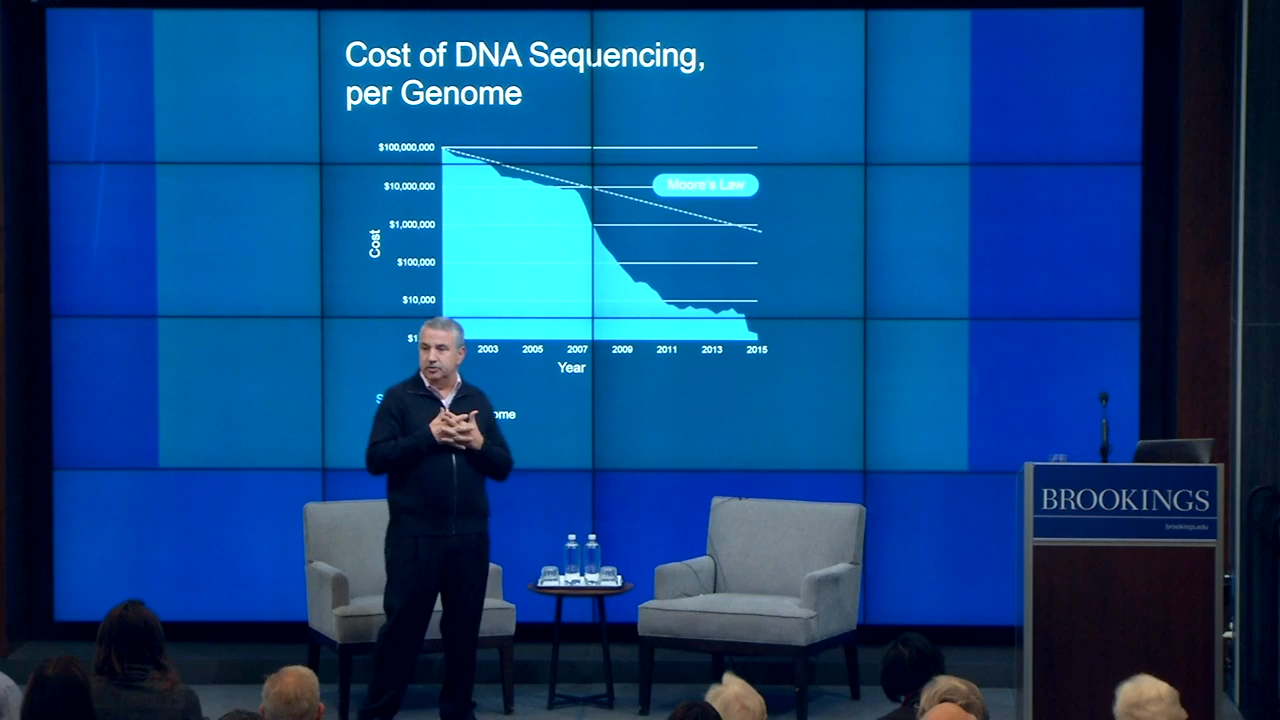 Cost of DNA Sequencing,
per Genome
$100,000,000
$10,000,000
Moore's Law
$1,000,000
Cost
$100,000
$10,000
$1
2003 2005 2007 2009 2011 2013 2015
Year
S
ome
BROOKINGS
brookings.edu